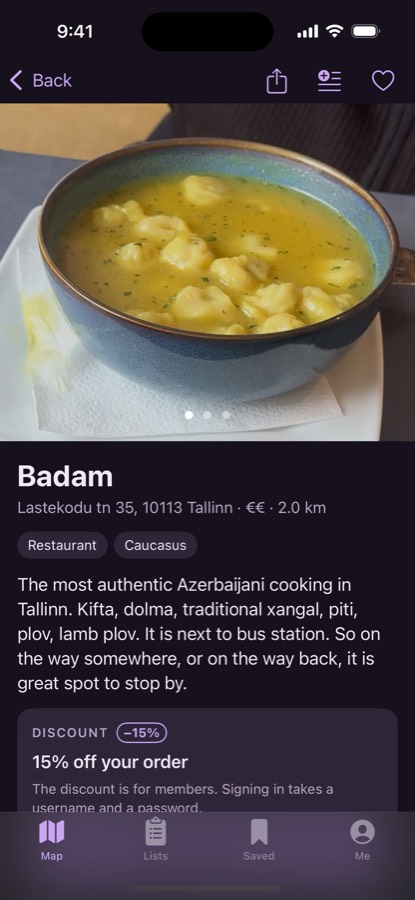 9:41
Back
Badam
Lastekodu tn 35, 10113 Tallinn · €€ · 2.0 km
Restaurant Caucasus
The most authentic Azerbaijani cooking in
Tallinn. Kifta, dolma, traditional xangal, piti,
plov, lamb plov. It is next to bus station. So on
the way somewhere, or on the way back, it is
great spot to stop by.
DISCOUNT −15%
15% off your order
The discount is for members. Signing in takes a
username and a password.
Map Lists Saved Me